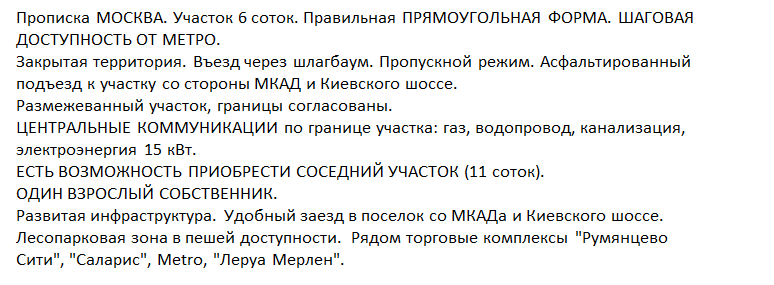 Прописка МОСКВА. Участок 6 соток. Правильная ПРЯМОУГОЛЬНАЯ ФОРМА. ШАГОВАЯ
ДОСТУПНОСТЬ ОТ МЕТРО.
Закрытая территория. Въезд через шлагбаум. Пропускной режим. Асфальтированный
подъезд к участку со стороны МКАД и Киевского шоссе.
Размежеванный участок, границы согласованы.
ЦЕНТРАЛЬНЫЕ КОММУНИКАЦИИ по границе участка: газ, водопровод, канализация,
электроэнергия 15 кВт.
ЕСТЬ ВОЗМОЖНОСТЬ ПРИОБРЕСТИ СОСЕДНИЙ УЧАСТОК (11 соток).
ОДИН ВЗРОСЛЫЙ СОБСТВЕННИК.
Развитая инфраструктура. Удобный заезд в поселок со МКАДа и Киевского шоссе.
Лесопарковая зона в пешей доступности. Рядом торговые комплексы "Румянцево
Сити", "Саларис", Metro, "Леруа Мерлен".